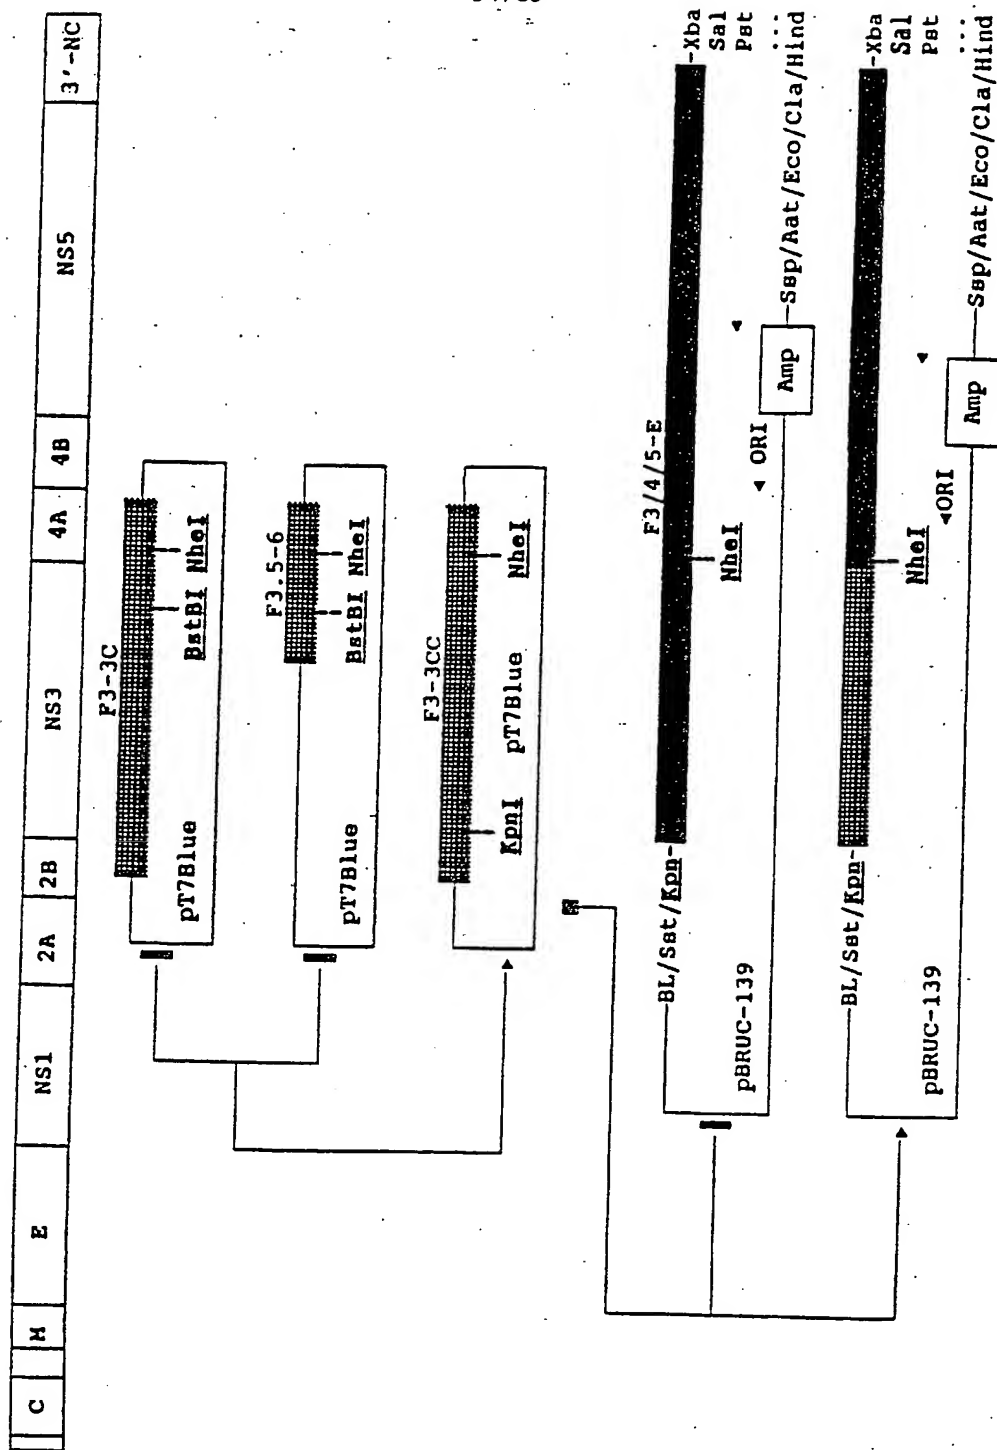 C M E NS1 2A 2B NS3 4A 4B NS5 3'-NC
F3-3C
BstBI NheI
pT7Blue
F3.5-6
BstBI NheI
pT7Blue
F3-3CC
KpnI pT7Blue NheI
F3/4/5-E
-BL/Sst/Kpn-
-Xba
Sal
Pst
...
NheI
ORI
Amp
-Ssp/Aat/Eco/Cla/Hind
pBRUC-139
-BL/Sst/Kpn-
-Xba
Sal
Pst
...
NheI
ORI
Amp
-Ssp/Aat/Eco/Cla/Hind
pBRUC-139